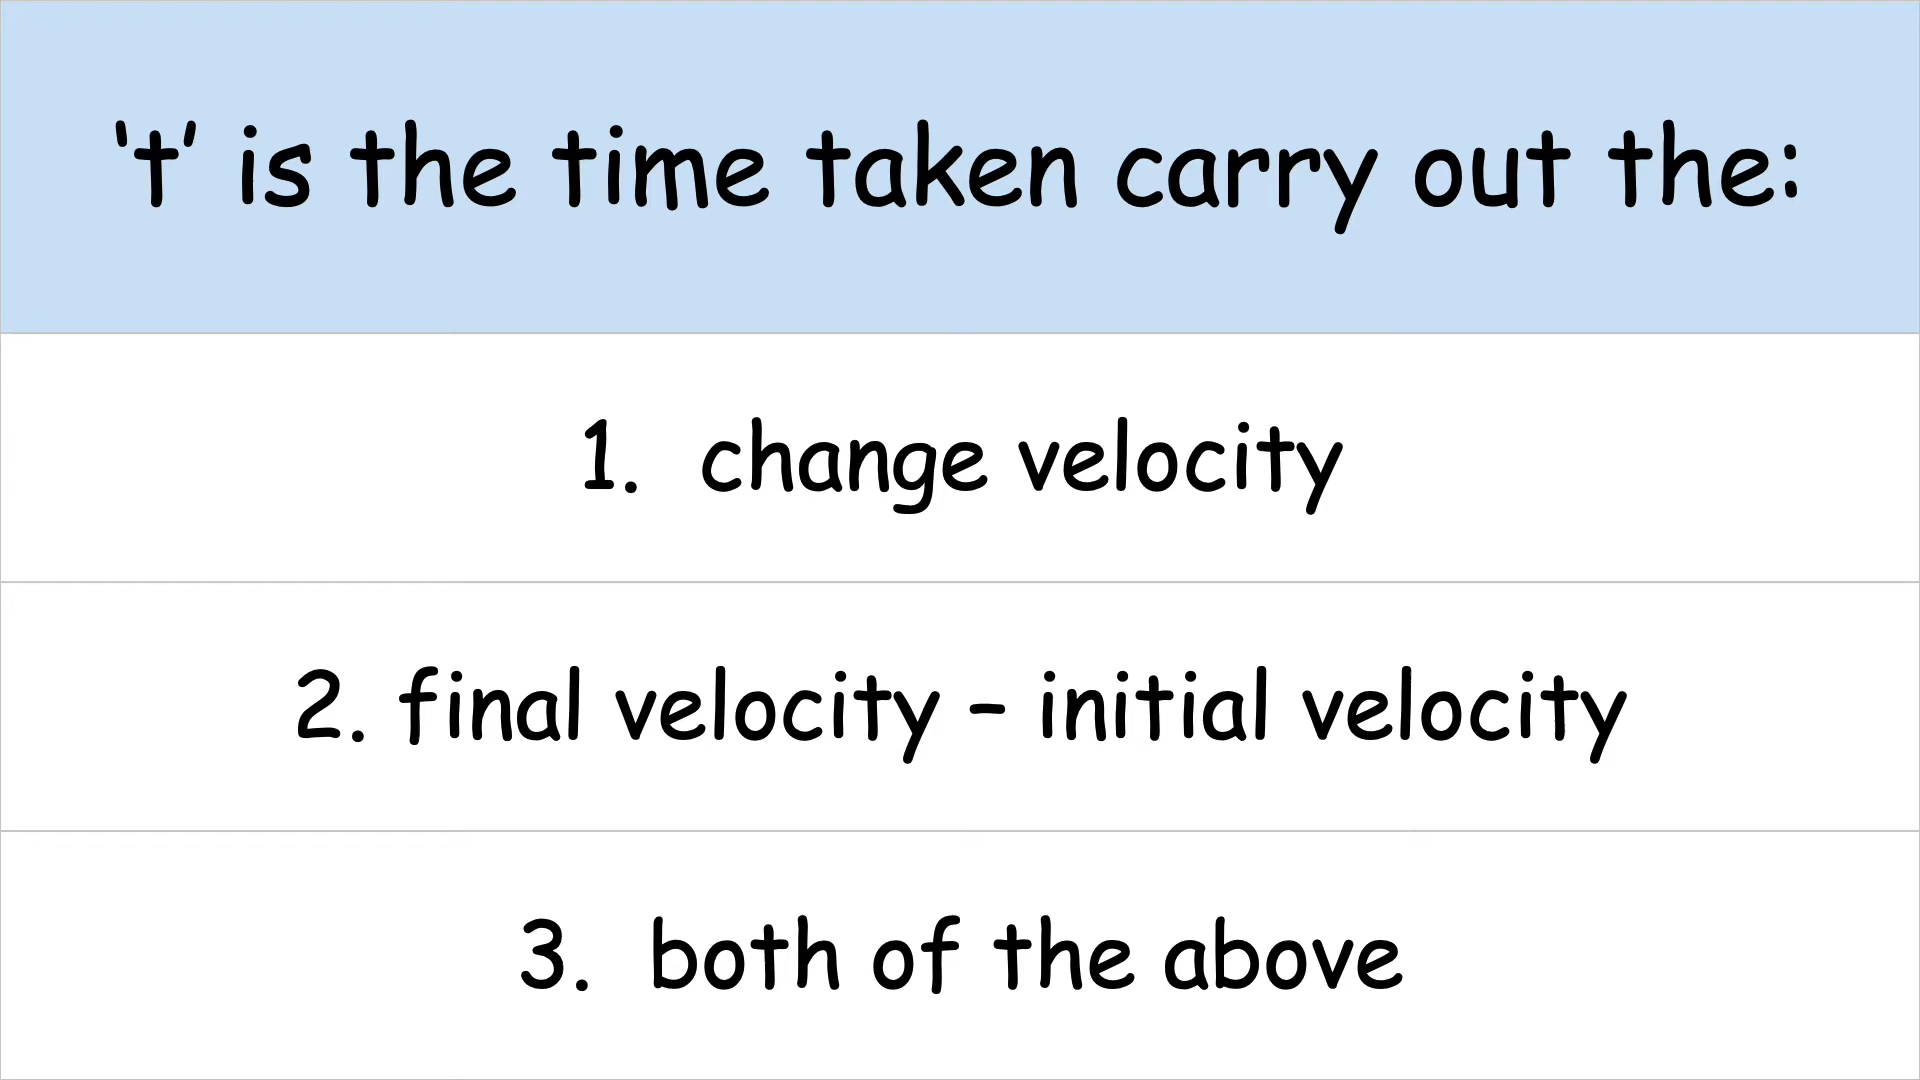 ‘t’ is the time taken carry out the:
1. change velocity
2. final velocity – initial velocity
3. both of the above